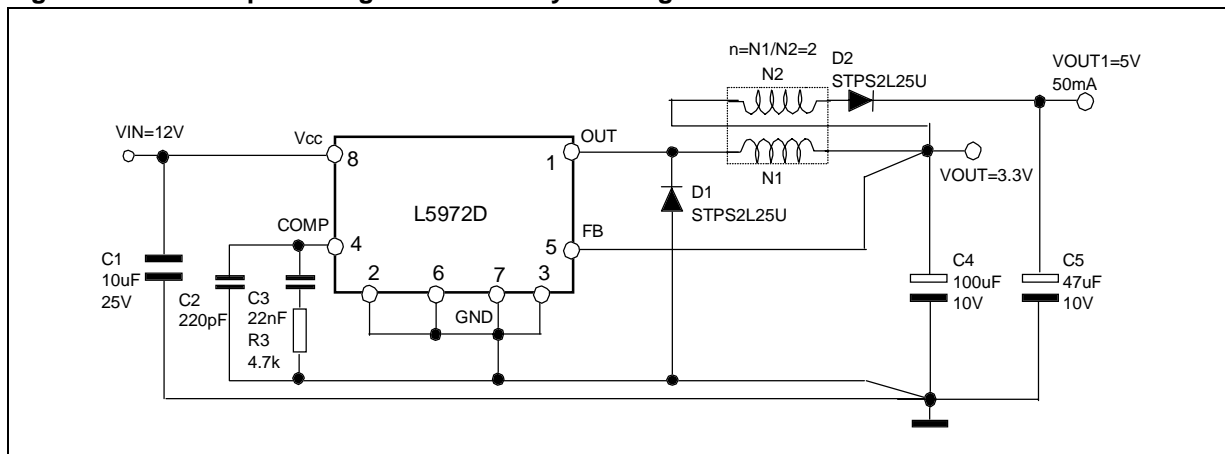 n=N1/N2=2
D2
N2
STPS2L25U
VOUT1=5V
50mA
VIN=12V
Vcc
8
1
OUT
N1
VOUT=3.3V
D1
STPS2L25U
L5972D
COMP
4
5
FB
2
6
7
3
GND
C1
10uF
25V
C2
220pF
C3
22nF
R3
4.7k
C4
100uF
10V
C5
47uF
10V